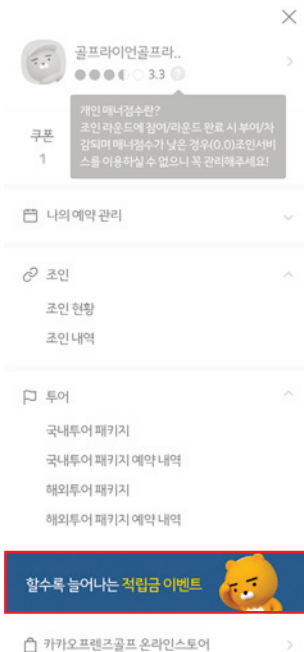 골프라이언골프라..
3.3 ?
개인 매너점수란?
조인 라운드에 참여/라운드 완료 시 부여/차
감되며 매너점수가 낮은 경우(0.0)조인서비
스를 이용하실 수 없으니 꼭 관리해주세요!
쿠폰
1
나의 예약 관리
조인
조인 현황
조인 내역
투어
국내투어 패키지
국내투어 패키지 예약 내역
해외투어 패키지
해외투어 패키지 예약 내역
할수록 늘어나는 적립금 이벤트
카카오프렌즈골프 온라인스토어